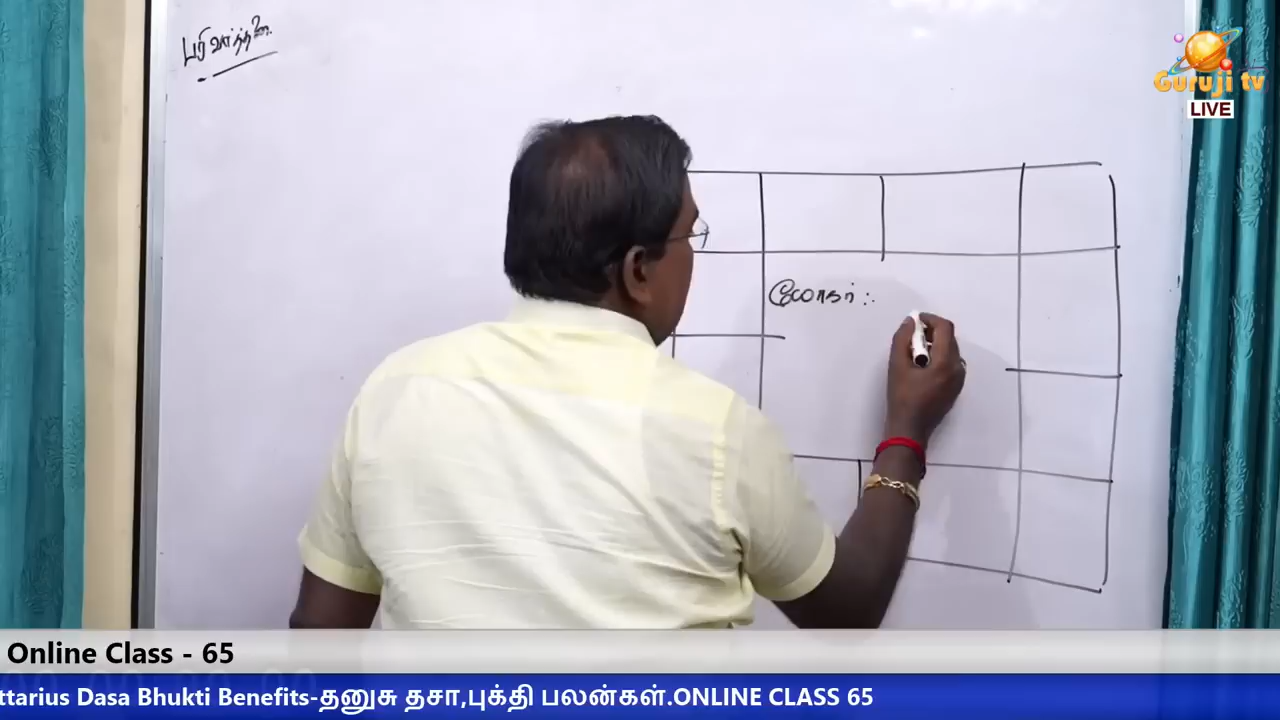 பரிவர்த்தனை
Guruji tv
LIVE
யோகர் :.
Online Class - 65
ttarius Dasa Bhukti Benefits-தனுசு தசா,புக்தி பலன்கள்.ONLINE CLASS 65